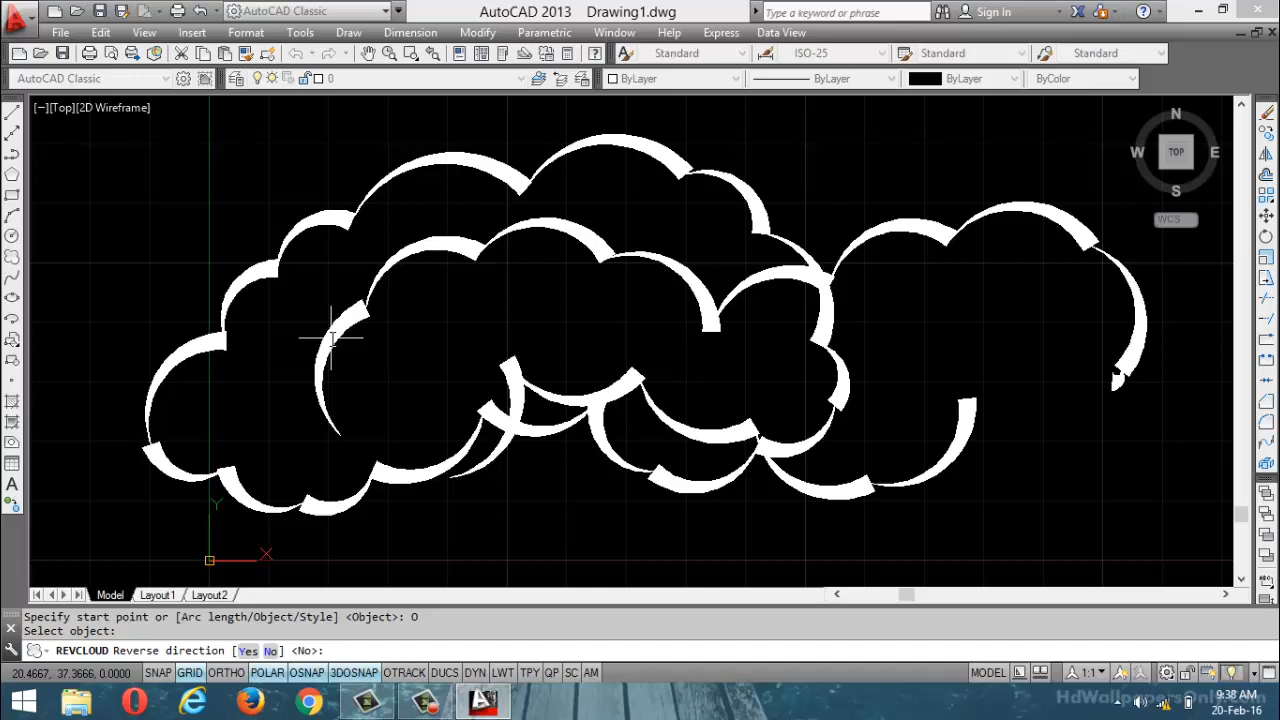 AutoCAD Classic
AutoCAD 2013 Drawing1.dwg
Type a keyword or phrase
Sign In
File Edit View Insert Format Tools Draw Dimension Modify Parametric Window Help Express Data View
Standard ISO-25 Standard Standard
AutoCAD Classic 0 ByLayer ByLayer ByLayer ByColor
[−][Top][2D Wireframe]
N
W TOP E
S
WCS
Y
X
Model Layout1 Layout2
Specify start point or [Arc length/Object/Style] <Object>: O
Select object:
REVCLOUD Reverse direction [Yes No] <No>:
20.4667, 37.3666, 0.0000 SNAP GRID ORTHO POLAR OSNAP 3DOSNAP OTRACK DUCS DYN LWT TPY QP SC AM MODEL 1:1
HdWallpapersOnly.com
9:38 AM
20-Feb-16